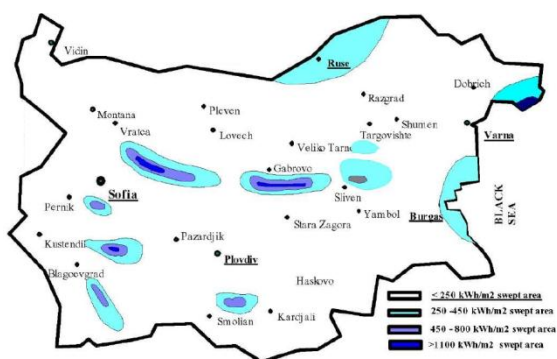 Vidin
Ruse
Dobrich
Montana
Pleven
Razgrad
Vratca
Lovech
Targovishte
Shumen
Varna
Veliko Tarno
Gabrovo
Sofia
Sliven
Pernik
Stara Zagora
Yambol
Burgas
BLACK
SEA
Kustendil
Pazardjik
Plovdiv
Blagoevgrad
Haskovo
Smolian
Kardjali
< 250 kWh/m2 swept area
250 -450 kWh/m2 swept area
450 - 800 kWh/m2 swept area
>1100 kWh/m2 swept area